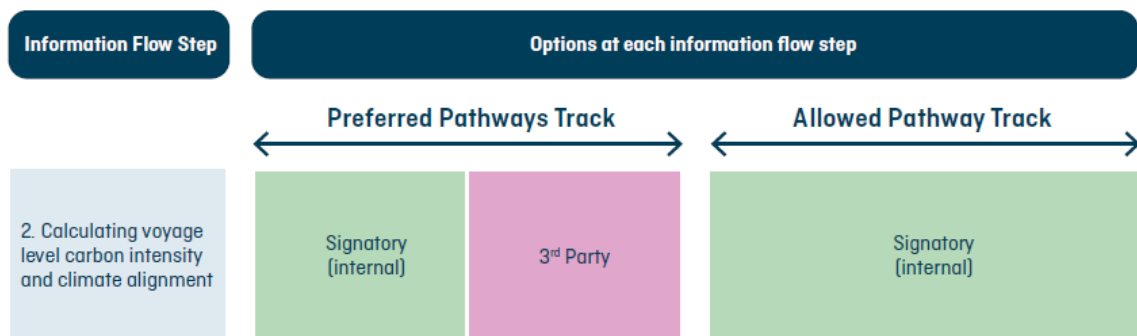 Information Flow Step
Options at each information flow step
Preferred Pathways Track
Allowed Pathway Track
2. Calculating voyage
level carbon intensity
and climate alignment
Signatory
(internal)
3rd Party
Signatory
(internal)